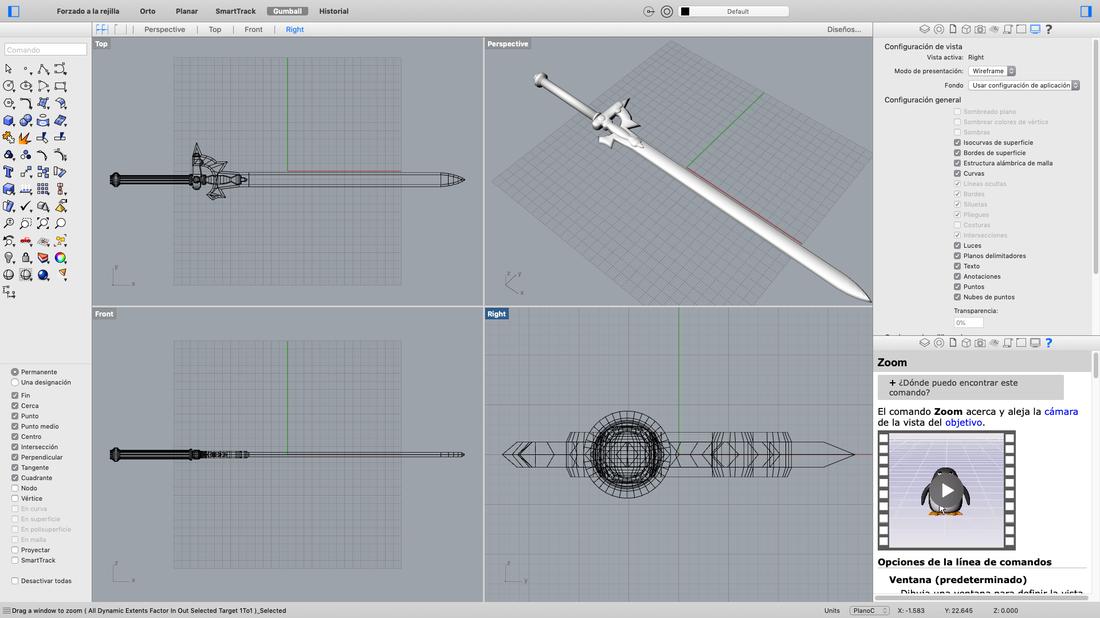 Forzado a la rejilla Orto Planar SmartTrack Gumball Historial Default
Perspective Top Front Right Diseños...
Comando
Top
Perspective
Front
Right
y
x
z
y
x
z
x
z
y
Permanente
Una designación
Fin
Cerca
Punto
Punto medio
Centro
Intersección
Perpendicular
Tangente
Cuadrante
Nodo
Vértice
En curva
En superficie
En polisuperficie
En malla
Proyectar
SmartTrack
Desactivar todas
Configuración de vista
Vista activa: Right
Modo de presentación: Wireframe
Fondo Usar configuración de aplicación
Configuración general
Sombreado plano
Sombrear colores de vértice
Sombras
Isocurvas de superficie
Bordes de superficie
Estructura alámbrica de malla
Curvas
Líneas ocultas
Bordes
Siluetas
Pliegues
Costuras
Intersecciones
Luces
Planos delimitadores
Texto
Anotaciones
Puntos
Nubes de puntos
Transparencia:
0%
Zoom
+ ¿Dónde puedo encontrar este
comando?
El comando Zoom acerca y aleja la cámara
de la vista del objetivo.
Opciones de la línea de comandos
Ventana (predeterminado)
Dibuja una ventana para definir la vista
Drag a window to zoom ( All Dynamic Extents Factor In Out Selected Target 1To1 )_Selected
Units PlanoC X: -1.583 Y: 22.645 Z: 0.000